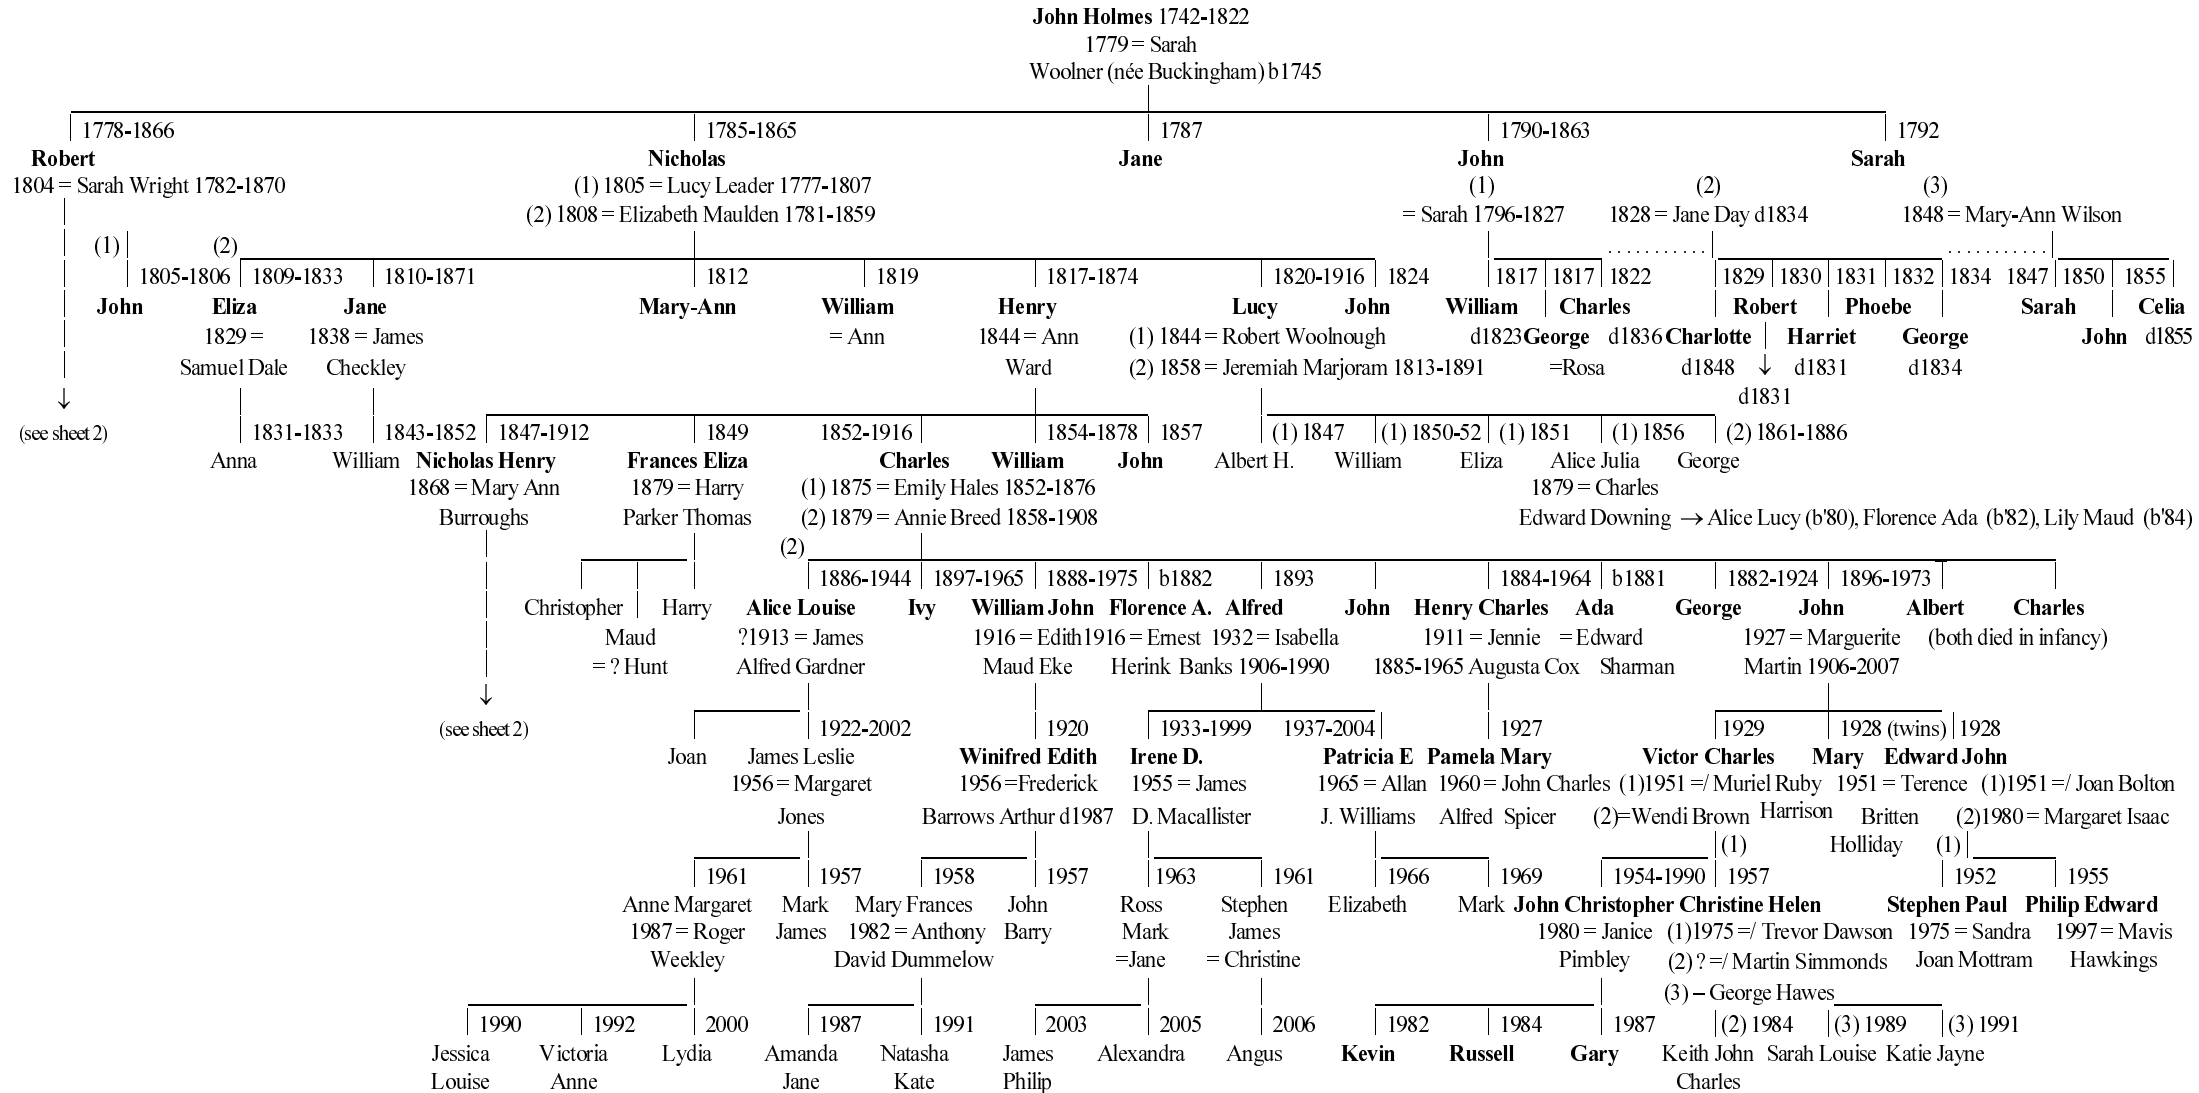 John Holmes 1742-1822
1779 = Sarah
Woolner (née Buckingham) b1745
1778-1866 1785-1865 1787 1790-1863 1792
Robert Nicholas Jane John Sarah
1804 = Sarah Wright 1782-1870 (1) 1805 = Lucy Leader 1777-1807 (1) (2) (3)
(2) 1808 = Elizabeth Maulden 1781-1859 = Sarah 1796-1827 1828 = Jane Day d1834 1848 = Mary-Ann Wilson
(1) (2) . . . . . . . . . . . . . . . . . . . .
1805-1806 1809-1833 1810-1871 1812 1819 1817-1874 1820-1916 1824 1817 1817 1822 1829 1830 1831 1832 1834 1847 1850 1855
John Eliza Jane Mary-Ann William Henry Lucy John William Charles Robert Phoebe Sarah Celia
1829 = 1838 = James = Ann 1844 = Ann (1) 1844 = Robert Woolnough d1823 George d1836 Charlotte Harriet George John d1855
Samuel Dale Checkley Ward (2) 1858 = Jeremiah Marjoram 1813-1891 =Rosa d1848 ↓ d1831 d1834
↓ d1831
(see sheet 2) 1831-1833 1843-1852 1847-1912 1849 1852-1916 1854-1878 1857 (1) 1847 (1) 1850-52 (1) 1851 (1) 1856 (2) 1861-1886
Anna William Nicholas Henry Frances Eliza Charles William John Albert H. William Eliza Alice Julia George
1868 = Mary Ann 1879 = Harry (1) 1875 = Emily Hales 1852-1876 1879 = Charles
Burroughs Parker Thomas (2) 1879 = Annie Breed 1858-1908 Edward Downing → Alice Lucy (b'80), Florence Ada (b'82), Lily Maud (b'84)
(2)
1886-1944 1897-1965 1888-1975 b1882 1893 1884-1964 b1881 1882-1924 1896-1973
Christopher Harry Alice Louise Ivy William John Florence A. Alfred John Henry Charles Ada George John Albert Charles
Maud ?1913 = James 1916 = Edith 1916 = Ernest 1932 = Isabella 1911 = Jennie = Edward 1927 = Marguerite (both died in infancy)
= ? Hunt Alfred Gardner Maud Eke Herink Banks 1906-1990 1885-1965 Augusta Cox Sharman Martin 1906-2007
↓
(see sheet 2) 1922-2002 1920 1933-1999 1937-2004 1927 1929 1928 (twins) 1928
Joan James Leslie Winifred Edith Irene D. Patricia E Pamela Mary Victor Charles Mary Edward John
1956 = Margaret 1956 =Frederick 1955 = James 1965 = Allan 1960 = John Charles (1)1951 =/ Muriel Ruby 1951 = Terence (1)1951 =/ Joan Bolton
Jones Barrows Arthur d1987 D. Macallister J. Williams Alfred Spicer (2)=Wendi Brown Harrison Britten (2)1980 = Margaret Isaac
(1) Holliday (1)
1961 1957 1958 1957 1963 1961 1966 1969 1954-1990 1957 1952 1955
Anne Margaret Mark Mary Frances John Ross Stephen Elizabeth Mark John Christopher Christine Helen Stephen Paul Philip Edward
1987 = Roger James 1982 = Anthony Barry Mark James 1980 = Janice (1)1975 =/ Trevor Dawson 1975 = Sandra 1997 = Mavis
Weekley David Dummelow =Jane = Christine Pimbley (2) ? =/ Martin Simmonds Joan Mottram Hawkings
(3) – George Hawes
1990 1992 2000 1987 1991 2003 2005 2006 1982 1984 1987 (2) 1984 (3) 1989 (3) 1991
Jessica Victoria Lydia Amanda Natasha James Alexandra Angus Kevin Russell Gary Keith John Sarah Louise Katie Jayne
Louise Anne Jane Kate Philip Charles